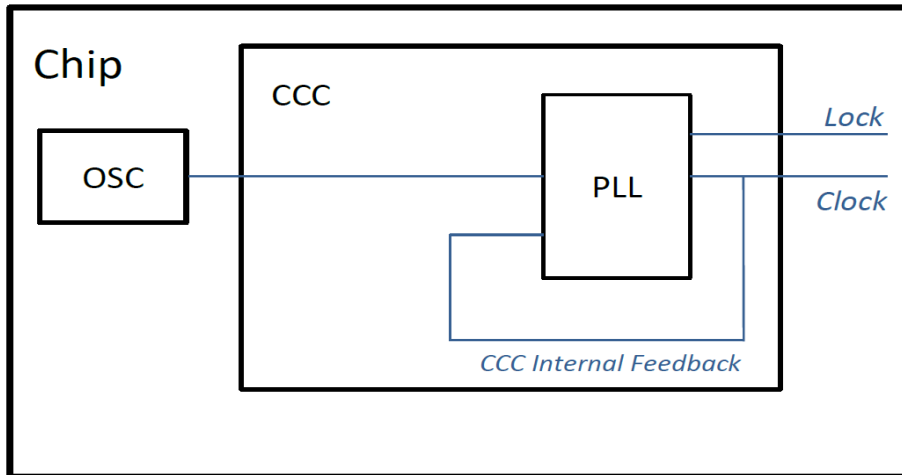 Chip
CCC
OSC
PLL
Lock
Clock
CCC Internal Feedback